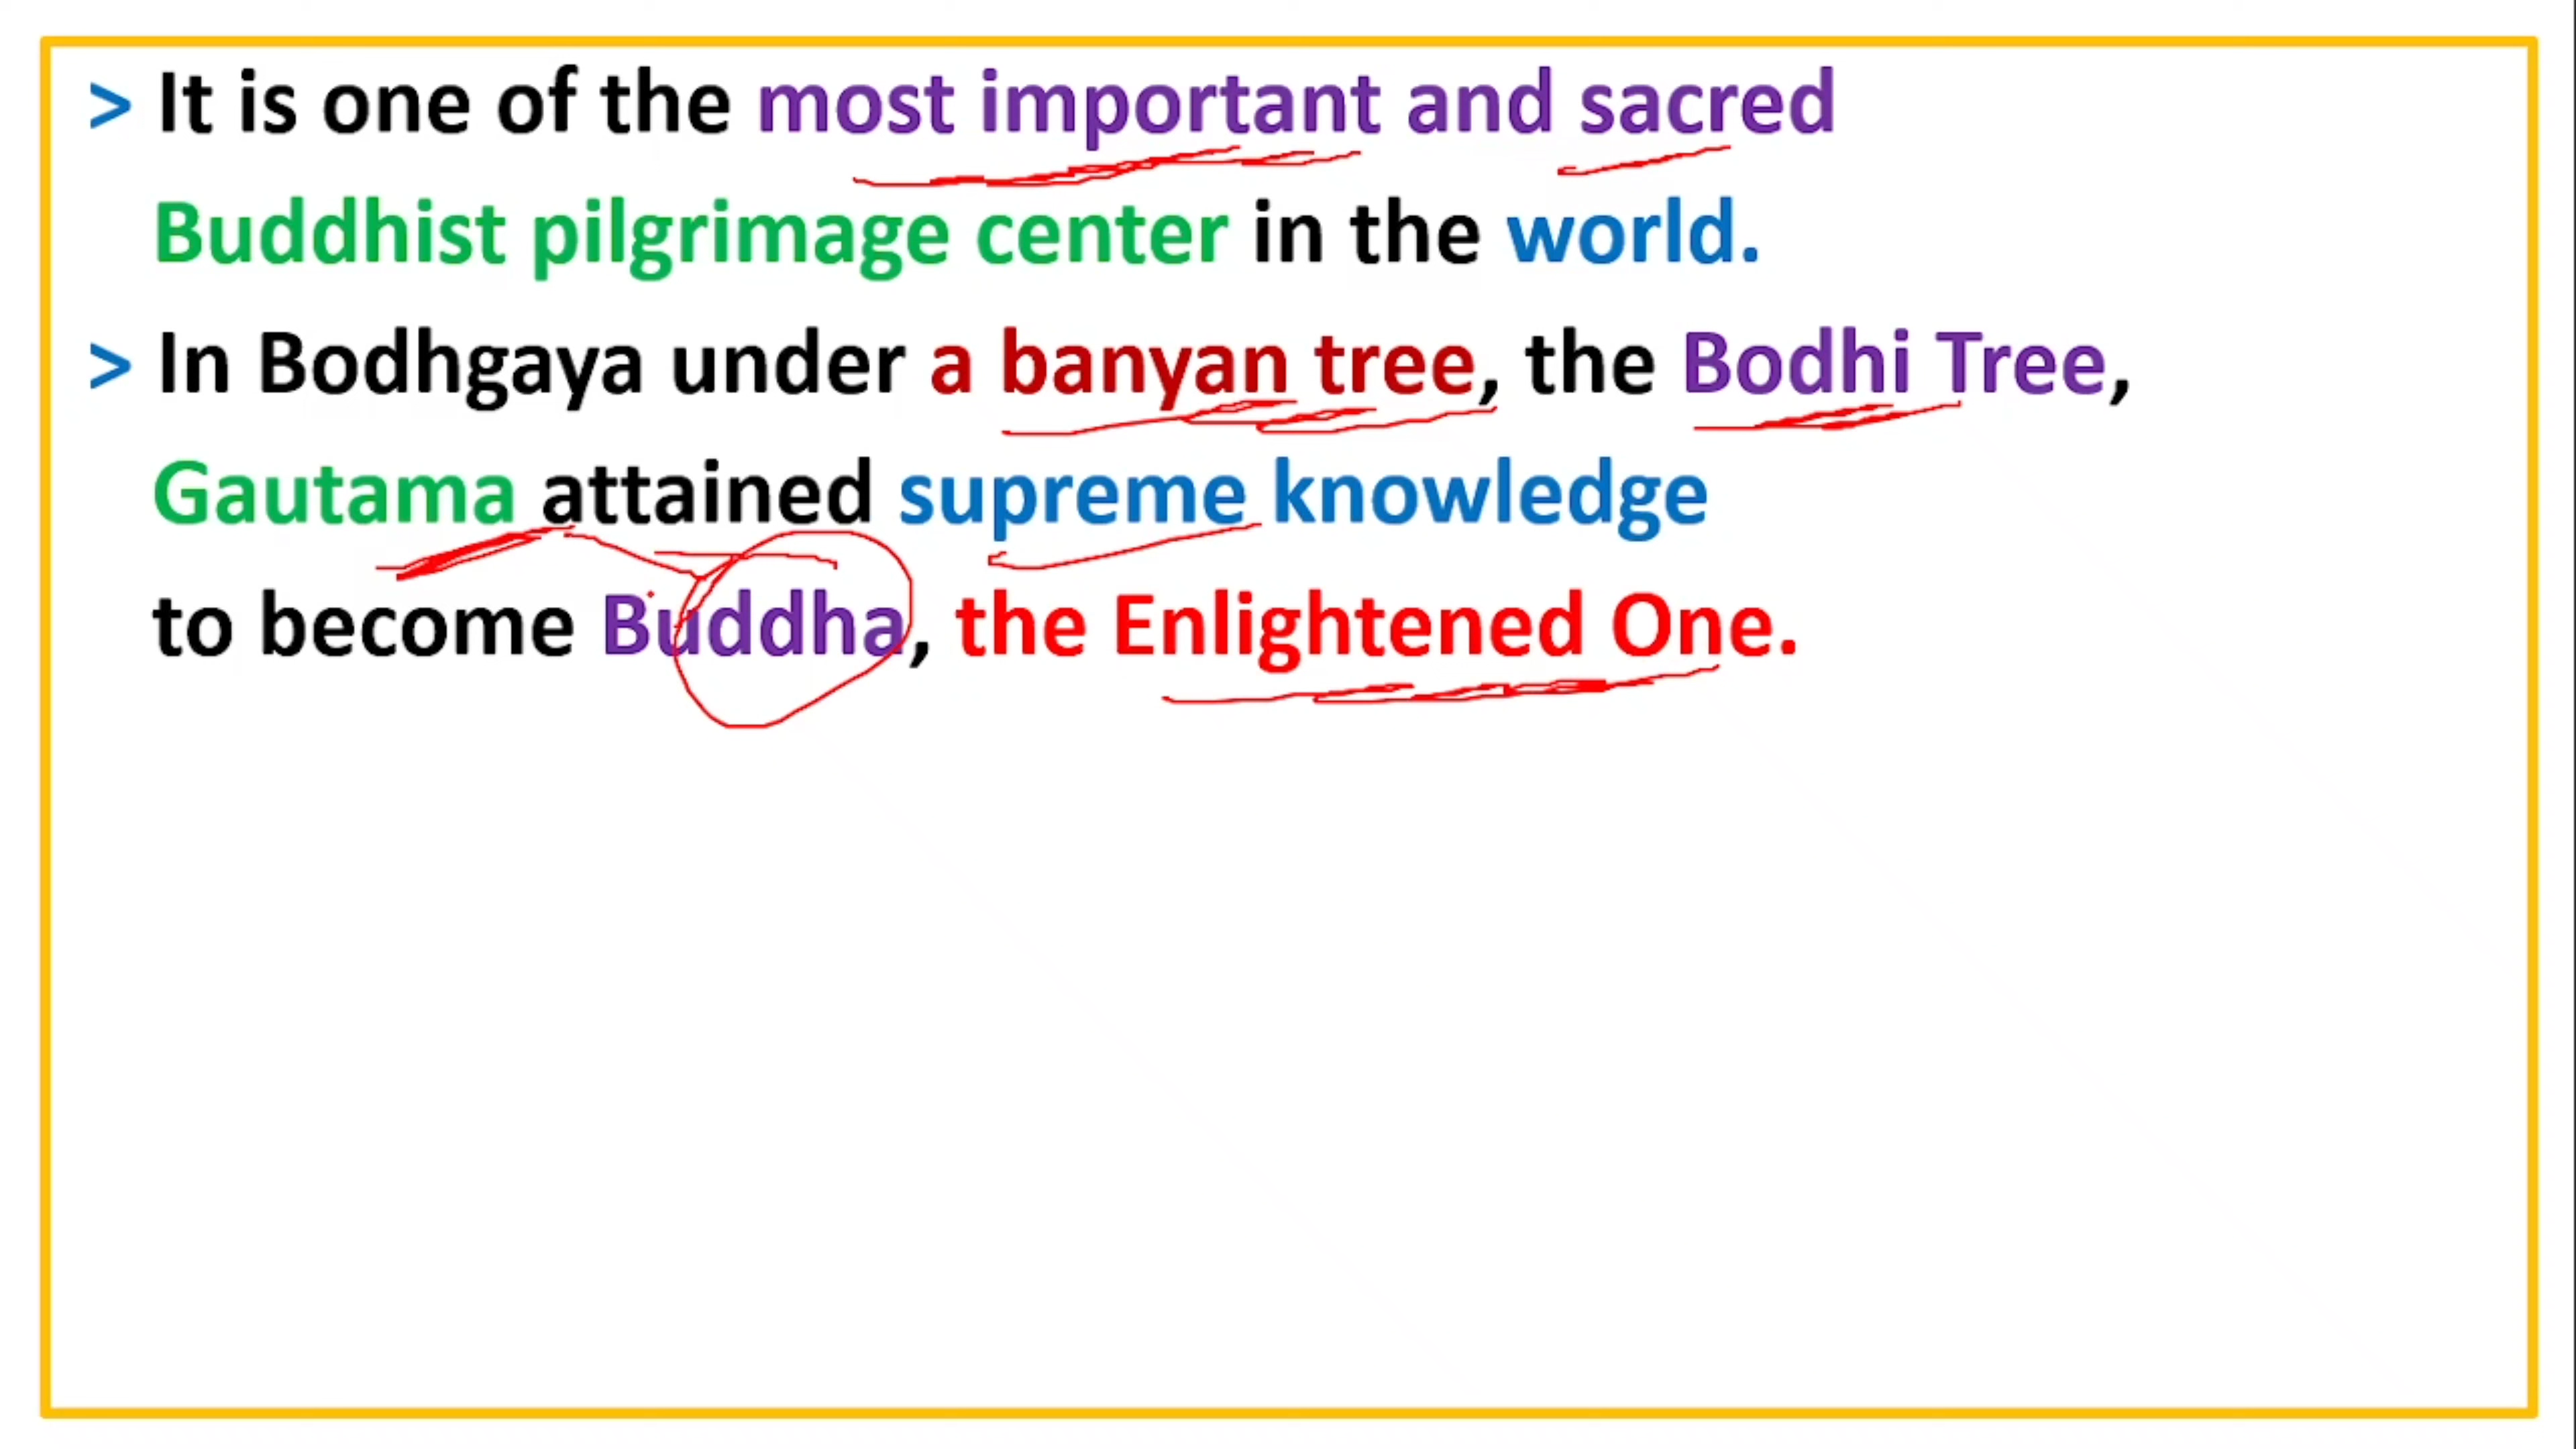 > It is one of the most important and sacred
Buddhist pilgrimage center in the world.
> In Bodhgaya under a banyan tree, the Bodhi Tree,
Gautama attained supreme knowledge
to become Buddha, the Enlightened One.